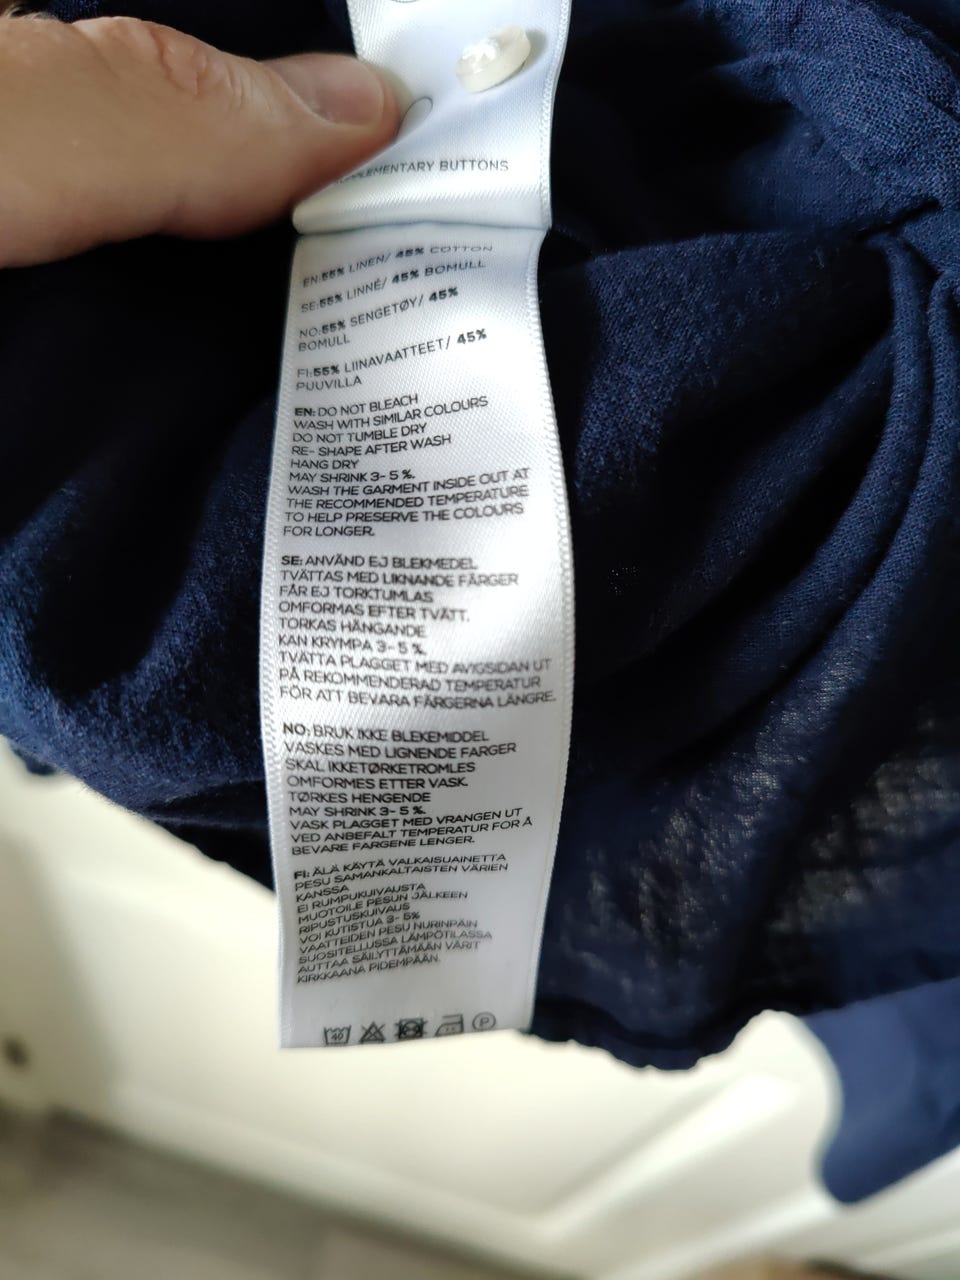 BUTTONS
EN:55% LINEN/ 45% COTTON
SE:55% LINNÉ/ 45% BOMULL
NO:55% SENGETØY/ 45%
BOMULL
FI:55% LIINAVAATTEET/ 45%
PUUVILLA
EN: DO NOT BLEACH
WASH WITH SIMILAR COLOURS
DO NOT TUMBLE DRY
RE- SHAPE AFTER WASH
HANG DRY
MAY SHRINK 3- 5 %.
WASH THE GARMENT INSIDE OUT AT
THE RECOMMENDED TEMPERATURE
TO HELP PRESERVE THE COLOURS
FOR LONGER.
SE: ANVÄND EJ BLEKMEDEL
TVÄTTAS MED LIKNANDE FÄRGER
FÅR EJ TORKTUMLAS
OMFORMAS EFTER TVÄTT.
TORKAS HÄNGANDE
KAN KRYMPA 3- 5 %.
TVÄTTA PLAGGET MED AVIGSIDAN UT
PÅ REKOMMENDERAD TEMPERATUR
FÖR ATT BEVARA FÄRGERNA LÄNGRE.
NO: BRUK IKKE BLEKEMIDDEL
VASKES MED LIGNENDE FARGER
SKAL IKKETØRKETROMLES
OMFORMES ETTER VASK.
TØRKES HENGENDE
MAY SHRINK 3- 5 %.
VASK PLAGGET MED VRANGEN UT
VED ANBEFALT TEMPERATUR FOR Å
BEVARE FARGENE LENGER.
FI: ÄLÄ KÄYTÄ VALKAISUAINETTA
PESU SAMANKALTAISTEN VÄRIEN
KANSSA
EI RUMPUKUIVAUSTA
MUOTOILE PESUN JÄLKEEN
RIPUSTUSKUIVAUS
VOI KUTISTUA 3- 5%
VAATTEIDEN PESU NURINPÄIN
SUOSITELLUSSA LÄMPÖTILASSA
AUTTAA SÄILYTTÄMÄÄN VÄRIT
KIRKKAANA PIDEMPÄÄN.
40 P